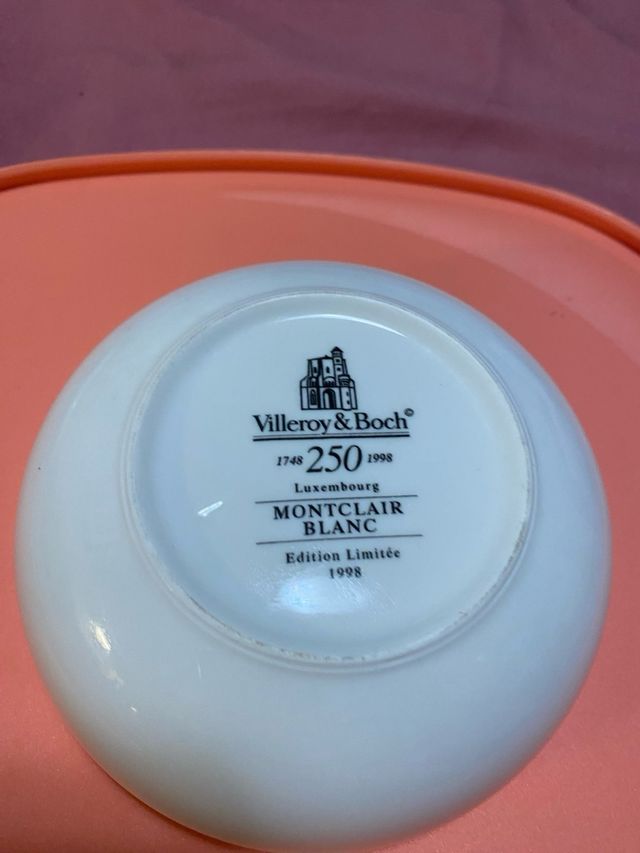 Villeroy & Boch©
1748 250 1998
Luxembourg
MONTCLAIR
BLANC
Edition Limitée
1998